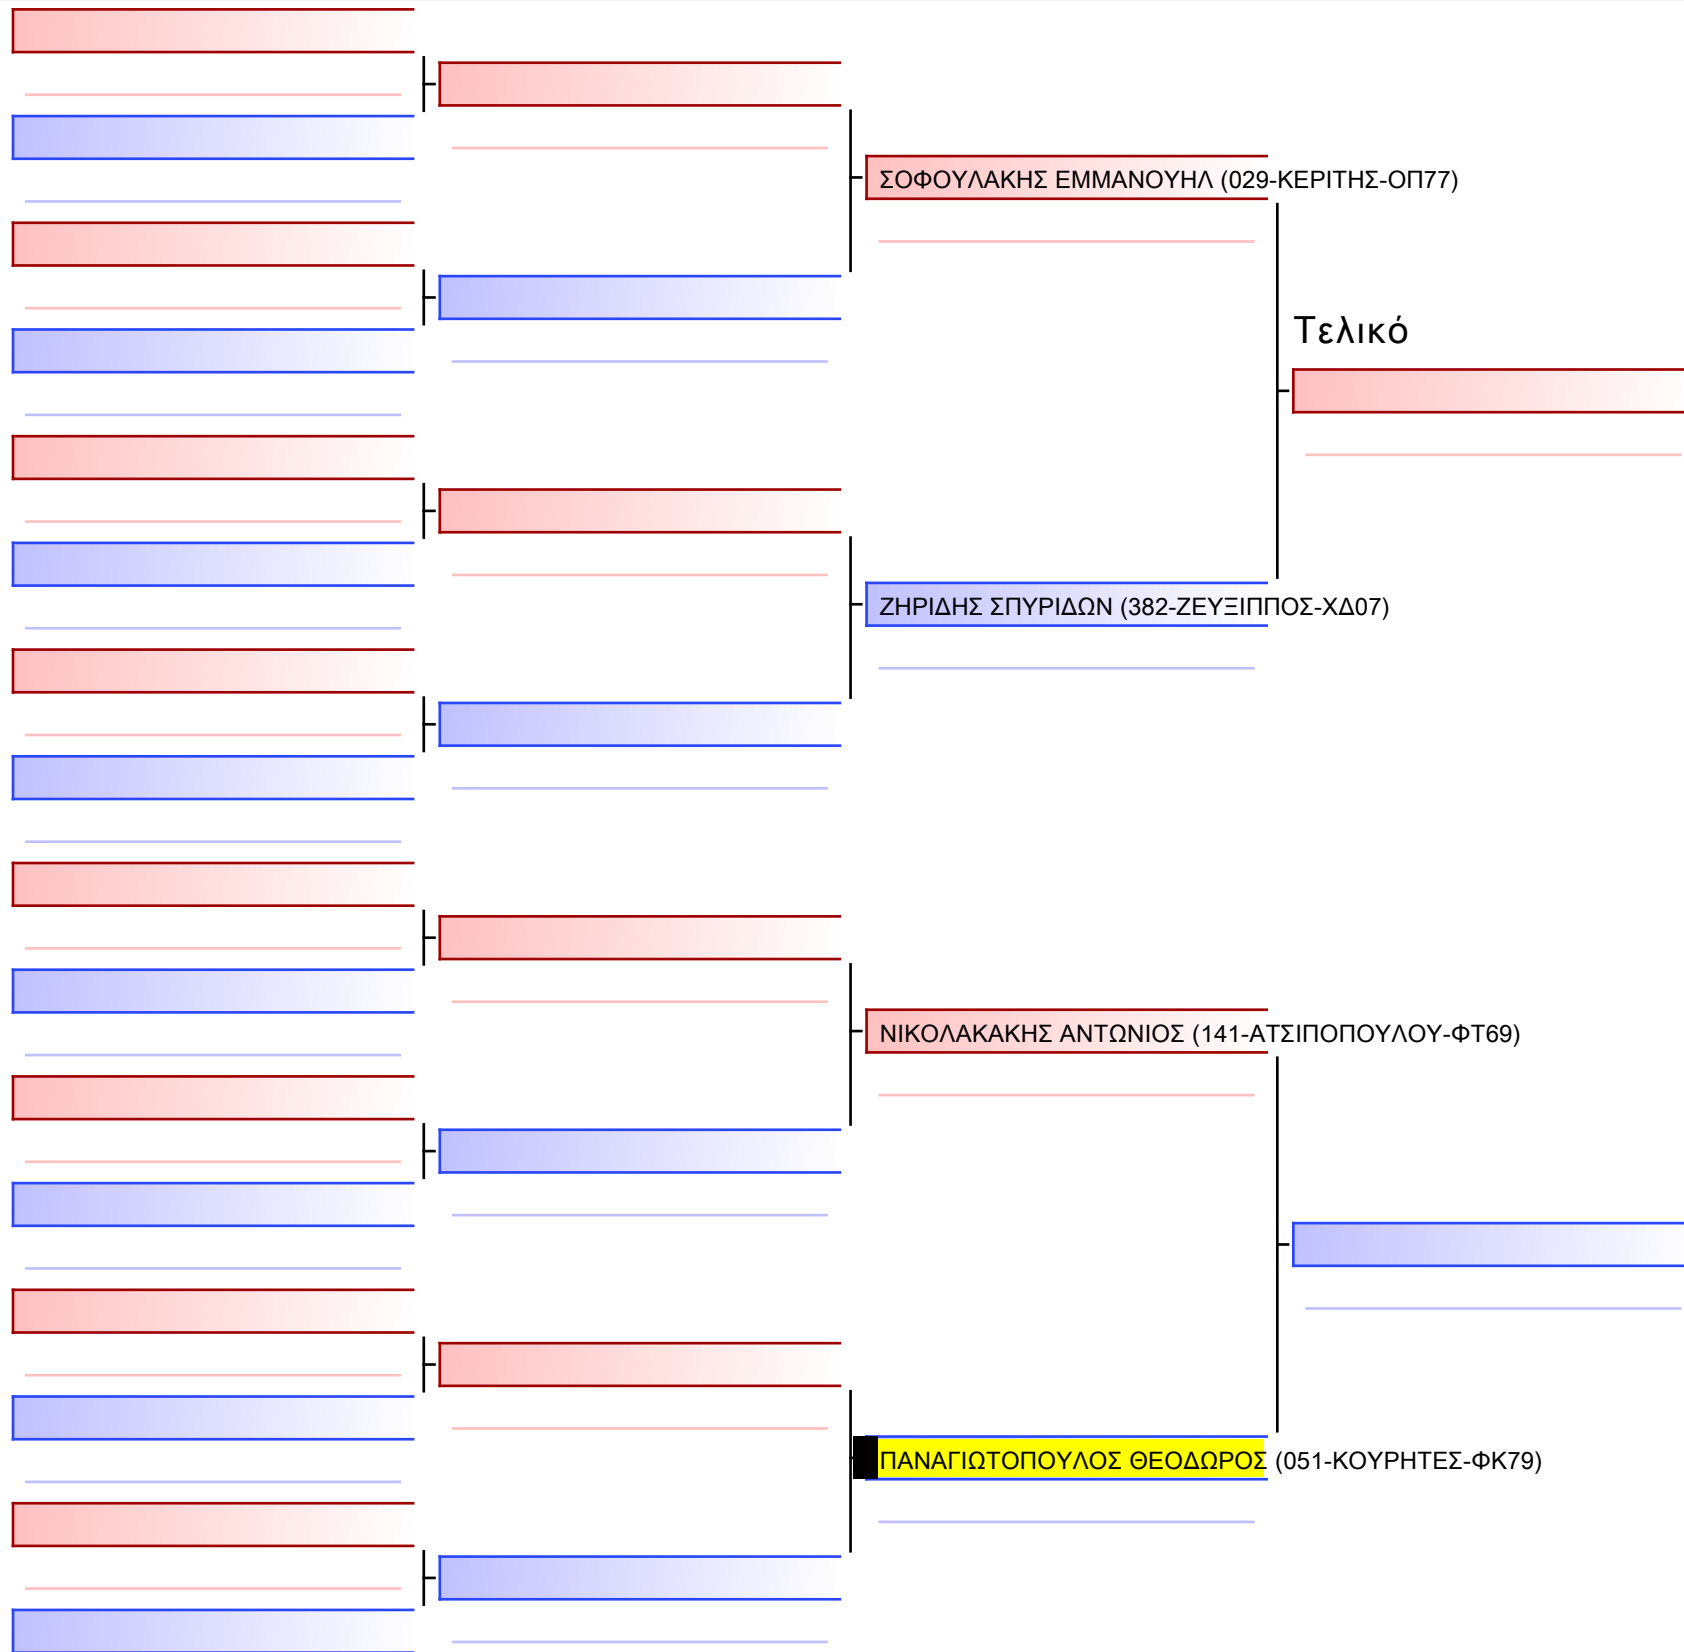 ΣΟΦΟΥΛΑΚΗΣ ΕΜΜΑΝΟΥΗΛ (029-ΚΕΡΙΤΗΣ-ΟΠ77)
Τελικό
ΖΗΡΙΔΗΣ ΣΠΥΡΙΔΩΝ (382-ΖΕΥΞΙΠΠΟΣ-ΧΔ07)
ΝΙΚΟΛΑΚΑΚΗΣ ΑΝΤΩΝΙΟΣ (141-ΑΤΣΙΠΟΠΟΥΛΟΥ-ΦΤ69)
ΠΑΝΑΓΙΩΤΟΠΟΥΛΟΣ ΘΕΟΔΩΡΟΣ (051-ΚΟΥΡΗΤΕΣ-ΦΚ79)